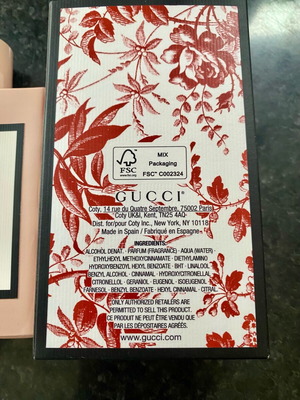 MIX
Packaging
FSC
FSC® C002324
GUCCI
Coty, 14 rue du Quatre Septembre, 75002 Paris
Coty UK&I, Kent, TN25 4AQ
Dist. for/pour Coty Inc., New York, NY 10118
Made in Spain / Fabriqué en Espagne
INGREDIENTS:
ALCOHOL DENAT. · PARFUM (FRAGRANCE) · AQUA (WATER) ·
ETHYLHEXYL METHOXYCINNAMATE · DIETHYLAMINO
HYDROXYBENZOYL HEXYL BENZOATE · BHT · LINALOOL ·
BENZYL ALCOHOL · CINNAMAL · HYDROXYCITRONELLAL ·
CITRONELLOL · GERANIOL · EUGENOL · ISOEUGENOL ·
FARNESOL · BENZYL BENZOATE · HEXYL CINNAMAL · CITRAL
ONLY AUTHORIZED RETAILERS ARE
PERMITTED TO SELL THIS PRODUCT.
CE PRODUIT NE PEUT ÊTRE VENDU QUE
PAR LES DÉPOSITAIRES AGRÉÉS.
www.gucci.com